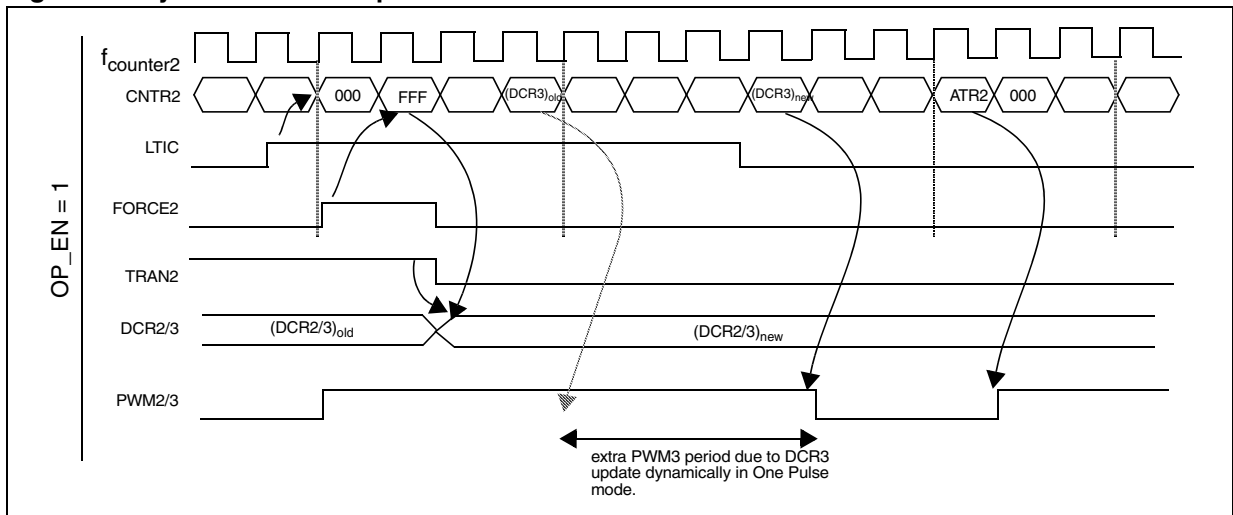 f counter2
CNTR2
000
FFF
(DCR3)old
(DCR3)new
ATR2
000
LTIC
OP_EN = 1
FORCE2
TRAN2
DCR2/3
(DCR2/3)old
(DCR2/3)new
PWM2/3
extra PWM3 period due to DCR3
update dynamically in One Pulse
mode.